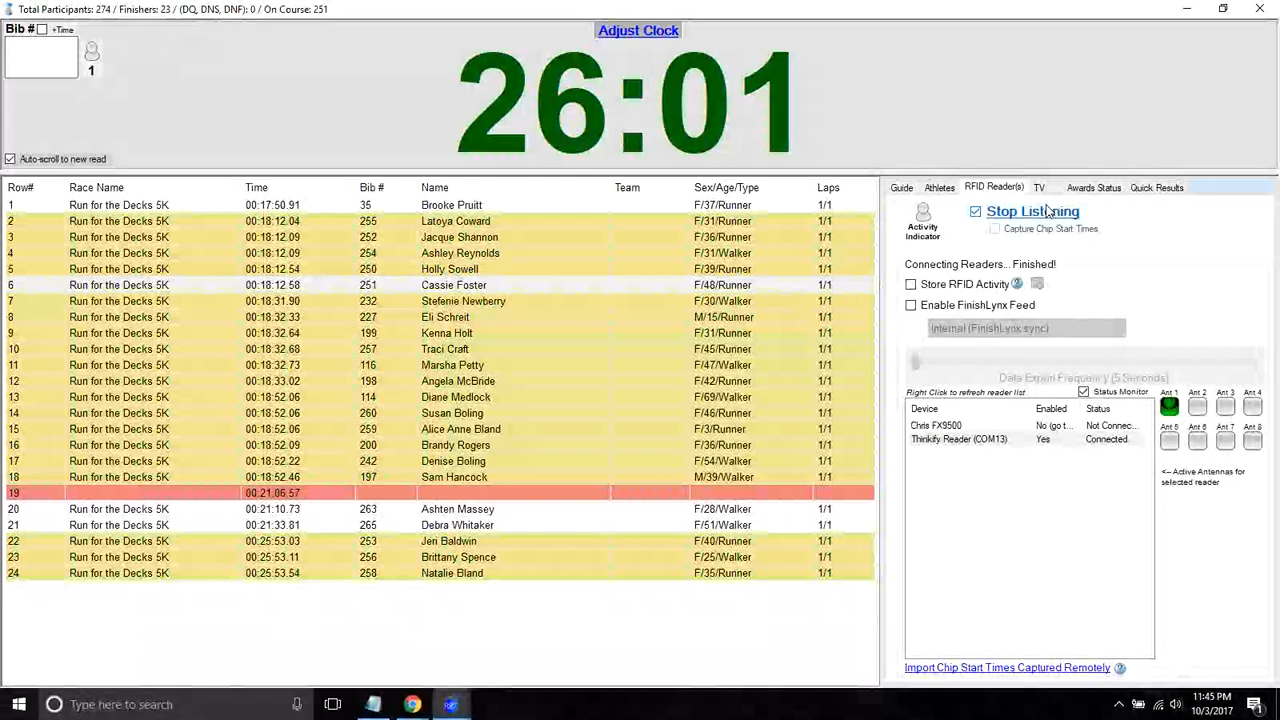 Total Participants: 274 / Finishers: 23 / (DQ, DNS, DNF): 0 / On Course: 251
Bib # +Time
Adjust Clock
26:01
1
Auto-scroll to new read
Row# Race Name Time Bib # Name Team Sex/Age/Type Laps
1 Run for the Decks 5K 00:17:50.91 35 Brooke Pruitt F/37/Runner 1/1
2 Run for the Decks 5K 00:18:12.04 255 Latoya Coward F/31/Runner 1/1
3 Run for the Decks 5K 00:18:12.09 252 Jacque Shannon F/36/Runner 1/1
4 Run for the Decks 5K 00:18:12.09 254 Ashley Reynolds F/31/Walker 1/1
5 Run for the Decks 5K 00:18:12.54 250 Holly Sowell F/39/Runner 1/1
6 Run for the Decks 5K 00:18:12.58 251 Cassie Foster F/48/Runner 1/1
7 Run for the Decks 5K 00:18:31.90 232 Stefenie Newberry F/30/Walker 1/1
8 Run for the Decks 5K 00:18:32.33 227 Eli Schreit M/15/Runner 1/1
9 Run for the Decks 5K 00:18:32.64 199 Kenna Holt F/31/Runner 1/1
10 Run for the Decks 5K 00:18:32.68 257 Traci Craft F/45/Runner 1/1
11 Run for the Decks 5K 00:18:32.73 116 Marsha Petty F/47/Walker 1/1
12 Run for the Decks 5K 00:18:33.02 198 Angela McBride F/42/Runner 1/1
13 Run for the Decks 5K 00:18:52.06 114 Diane Medlock F/69/Walker 1/1
14 Run for the Decks 5K 00:18:52.06 260 Susan Boling F/46/Runner 1/1
15 Run for the Decks 5K 00:18:52.06 259 Alice Anne Bland F/3/Runner 1/1
16 Run for the Decks 5K 00:18:52.09 200 Brandy Rogers F/36/Runner 1/1
17 Run for the Decks 5K 00:18:52.22 242 Denise Boling F/54/Walker 1/1
18 Run for the Decks 5K 00:18:52.46 197 Sam Hancock M/39/Walker 1/1
19 00:21:06.57
20 Run for the Decks 5K 00:21:10.73 263 Ashten Massey F/28/Walker 1/1
21 Run for the Decks 5K 00:21:33.81 265 Debra Whitaker F/51/Walker 1/1
22 Run for the Decks 5K 00:25:53.03 253 Jeri Baldwin F/40/Runner 1/1
23 Run for the Decks 5K 00:25:53.11 256 Brittany Spence F/25/Walker 1/1
24 Run for the Decks 5K 00:25:53.54 258 Natalie Bland F/35/Runner 1/1
Guide Athletes RFID Reader(s) TV Awards Status Quick Results
Stop Listening
Capture Chip Start Times
Activity Indicator
Connecting Readers... Finished!
Store RFID Activity
Enable FinishLynx Feed
Internal (FinishLynx sync)
Data Export Frequency (5 Seconds)
Right Click to refresh reader list Status Monitor
Device Enabled Status
Chris FX9500 No (go t... Not Connec...
Thinkify Reader (COM13) Yes Connected
Ant 1 Ant 2 Ant 3 Ant 4
Ant 5 Ant 6 Ant 7 Ant 8
<-- Active Antennas for
selected reader
Import Chip Start Times Captured Remotely
Type here to search
11:45 PM
10/3/2017